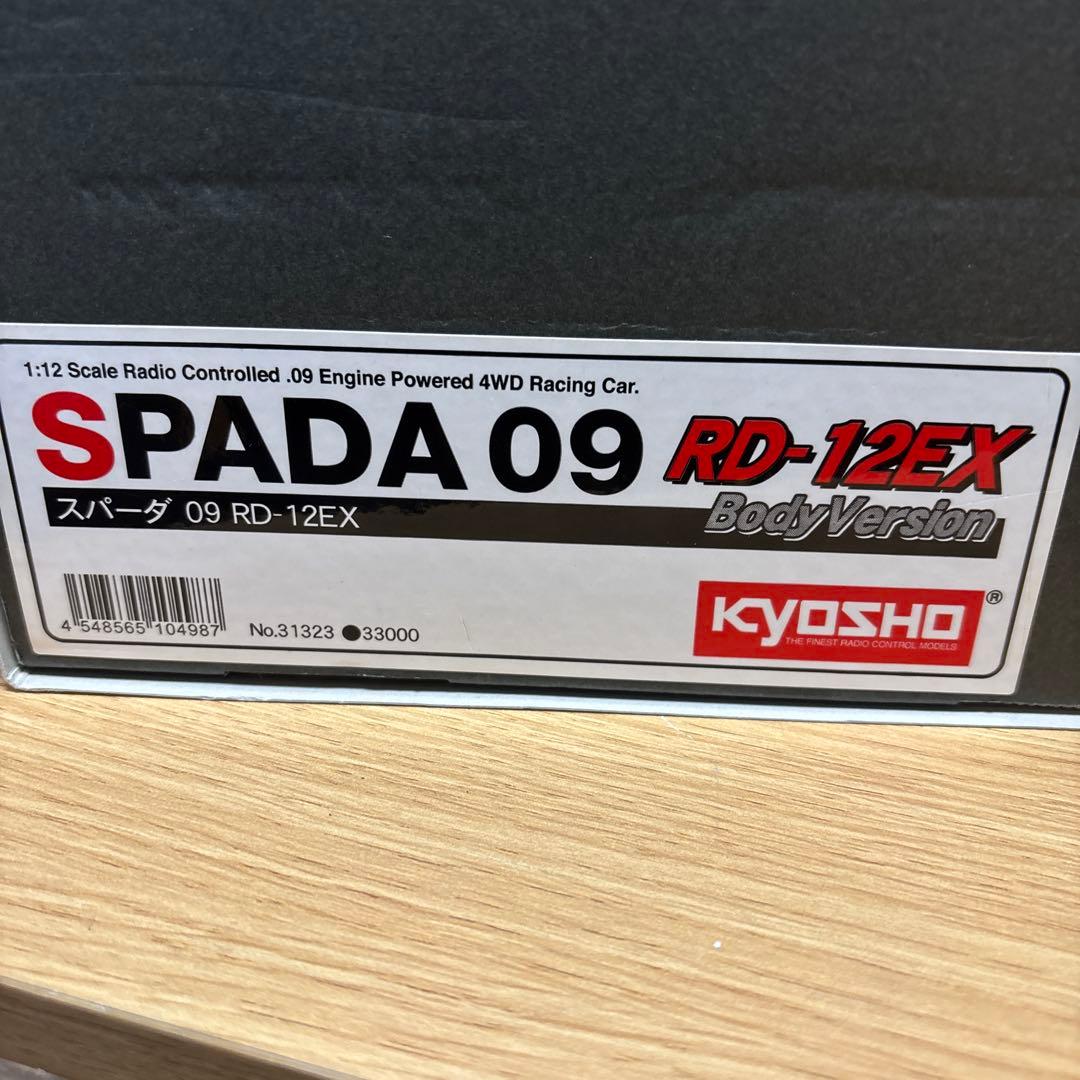 1:12 Scale Radio Controlled .09 Engine Powered 4WD Racing Car.
SPADA 09 RD-12EX
Body Version
スパーダ 09 RD-12EX
4 548565 104987
No.31323 ●33000
KYOSHO ®
THE FINEST RADIO CONTROL MODELS